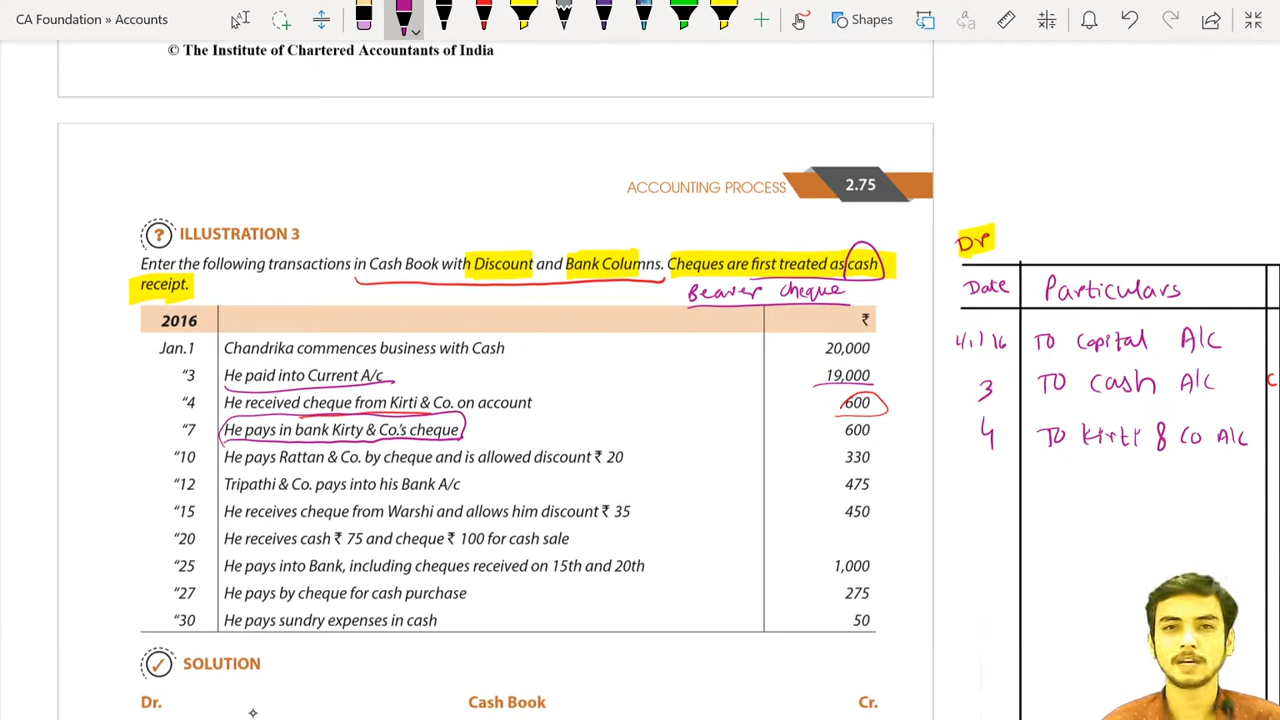 CA Foundation » Accounts
Shapes
© The Institute of Chartered Accountants of India
ACCOUNTING PROCESS 2.75
? ILLUSTRATION 3
Enter the following transactions in Cash Book with Discount and Bank Columns. Cheques are first treated as cash
receipt.
Bearer cheque
2016 ₹
Jan.1 Chandrika commences business with Cash 20,000
“3 He paid into Current A/c 19,000
“4 He received cheque from Kirti & Co. on account 600
“7 He pays in bank Kirty & Co.’s cheque 600
“10 He pays Rattan & Co. by cheque and is allowed discount ₹ 20 330
“12 Tripathi & Co. pays into his Bank A/c 475
“15 He receives cheque from Warshi and allows him discount ₹ 35 450
“20 He receives cash ₹ 75 and cheque ₹ 100 for cash sale
“25 He pays into Bank, including cheques received on 15th and 20th 1,000
“27 He pays by cheque for cash purchase 275
“30 He pays sundry expenses in cash 50
SOLUTION
Dr. Cash Book Cr.
Dr
Date Particulars
To Capital A/c
3 To cash A/c C
4 To Kirti & Co A/c